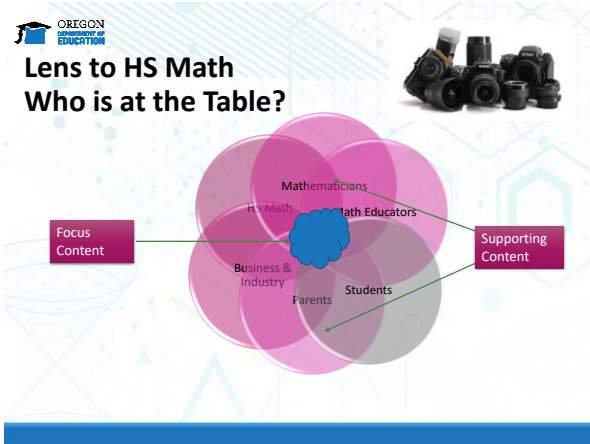 OREGON
DEPARTMENT OF
EDUCATION
Lens to HS Math
Who is at the Table?
Mathematicians
HS Math
Math Educators
Focus
Content
Supporting
Content
Business &
Industry
Students
Parents